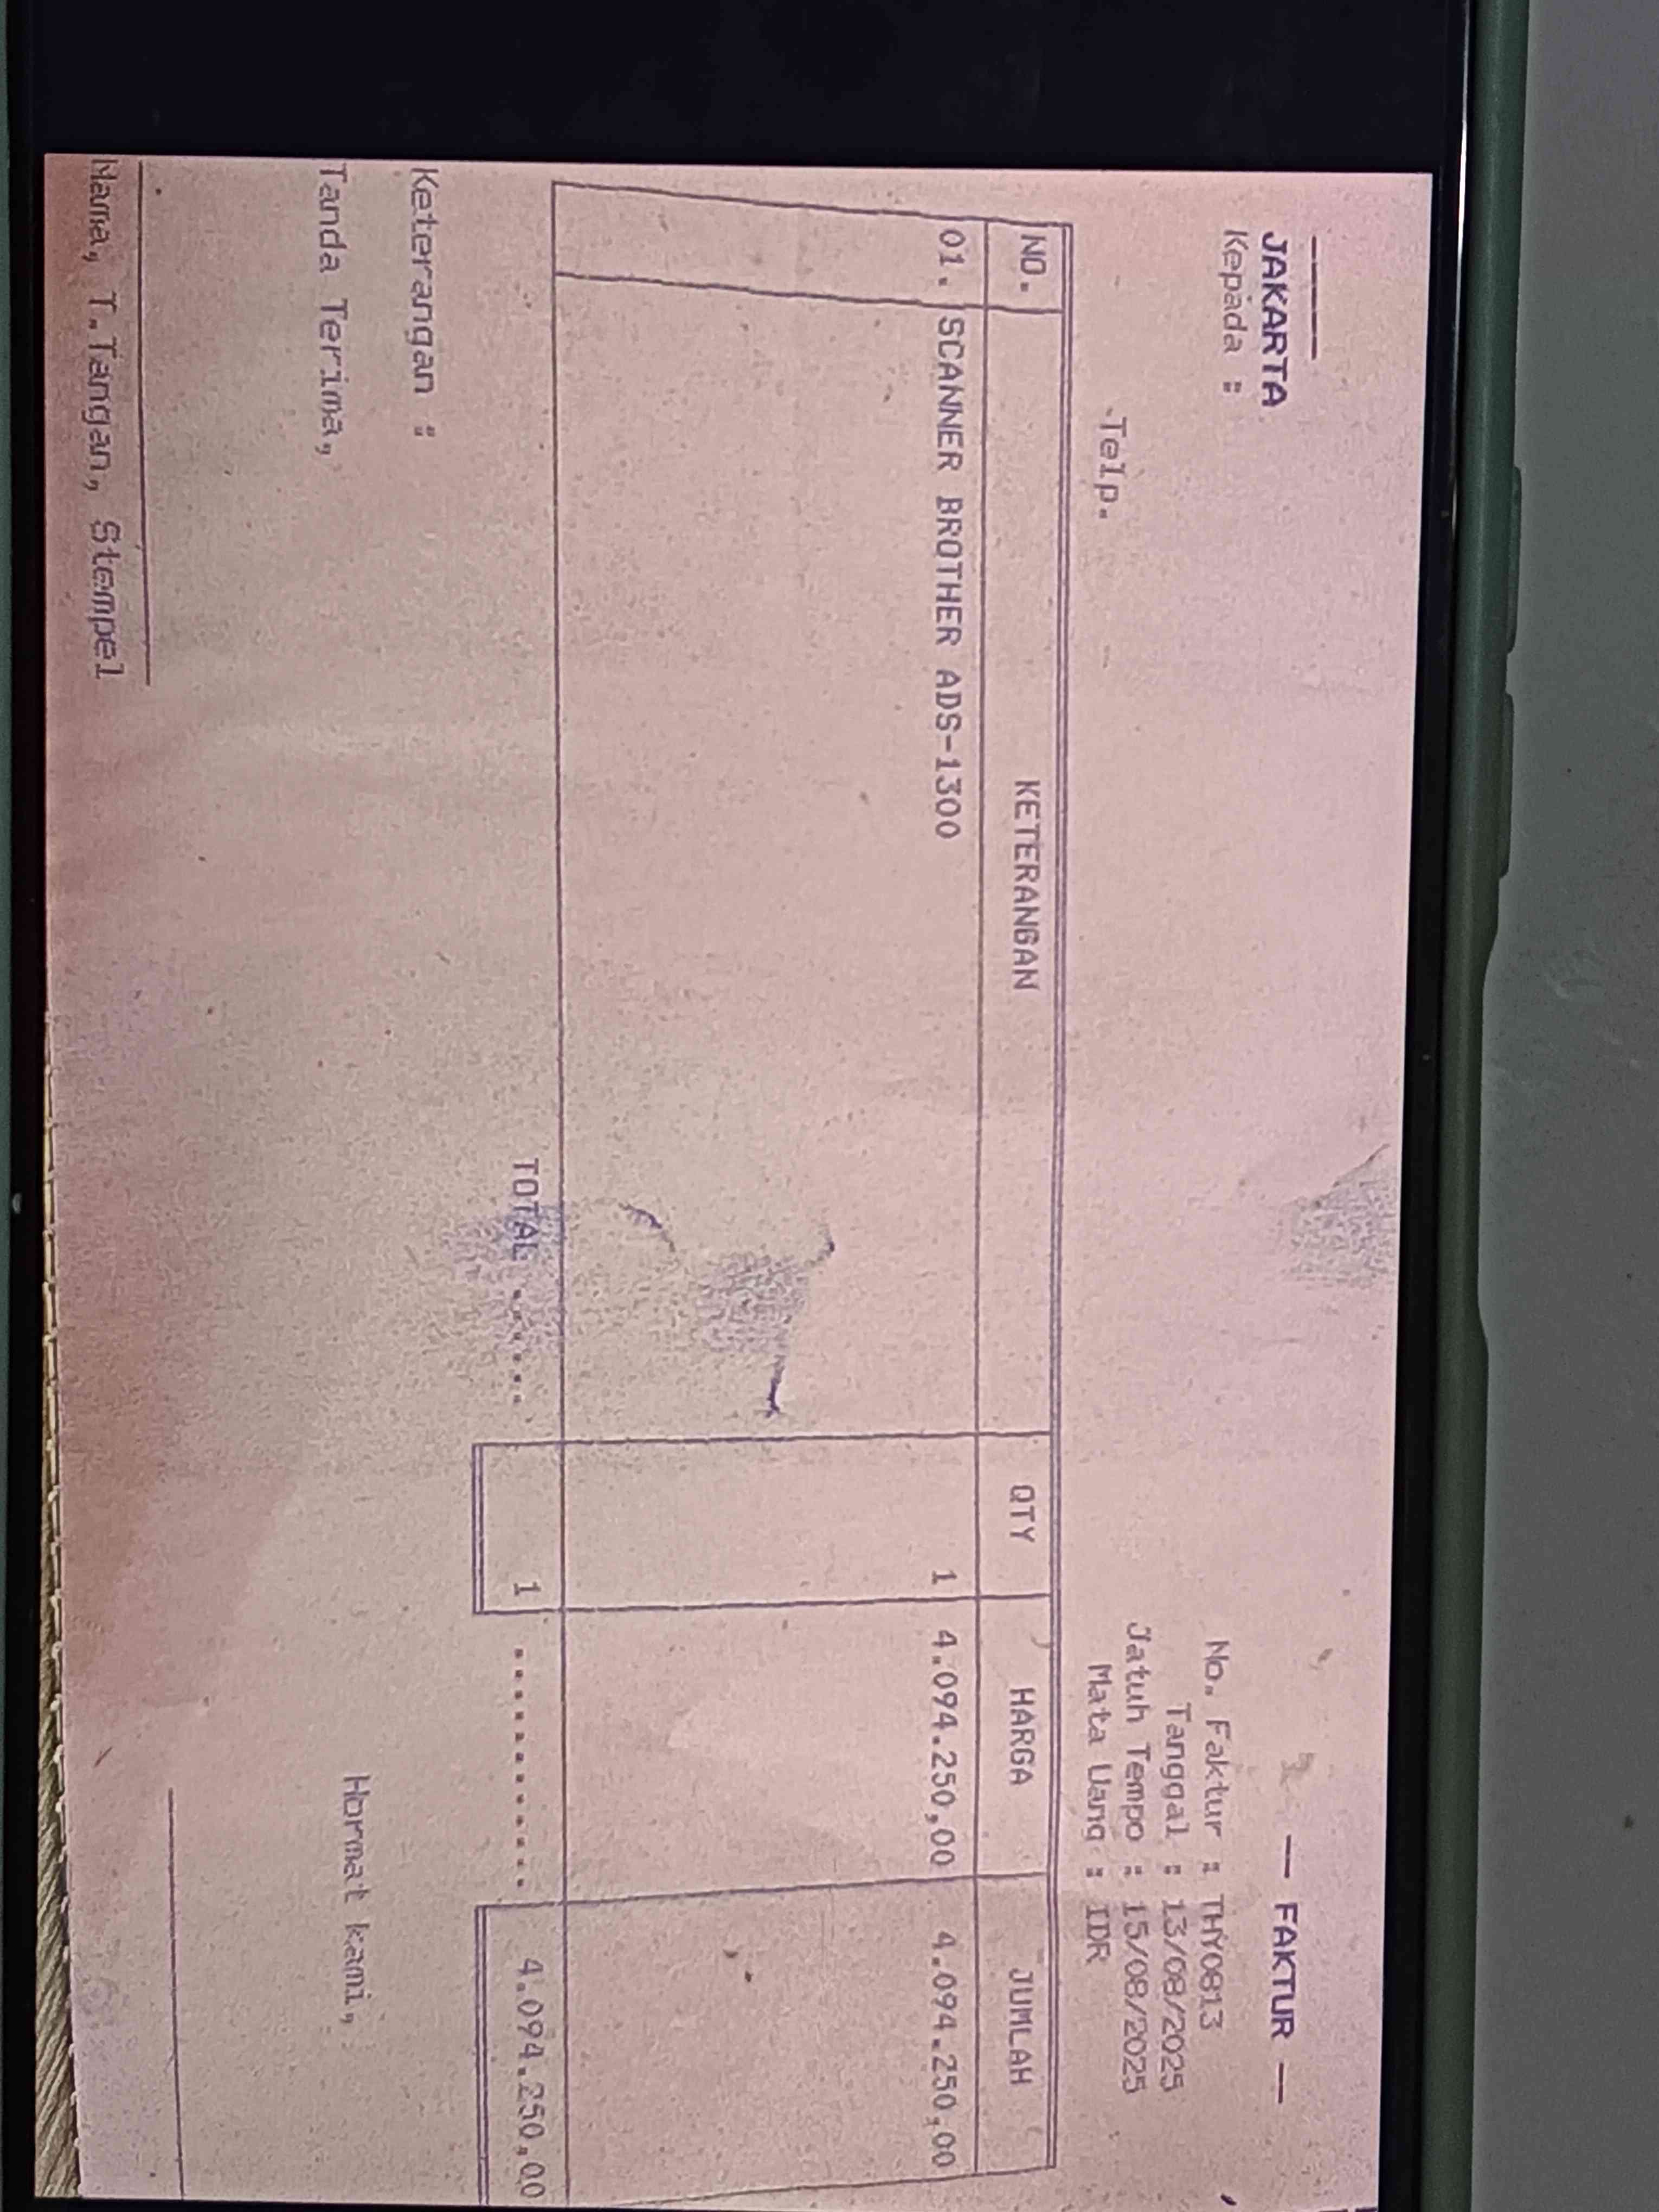 JAKARTA
— FAKTUR —
Kepada :
No. Faktur : THY0813
Tanggal : 13/08/2025
Jatuh Tempo : 15/08/2025
-Telp.
Mata Uang : IDR
NO. KETERANGAN QTY HARGA JUMLAH
01. SCANNER BROTHER ADS-1300 1 4.094.250,00 4.094.250,00
TOTAL ....... 1 ......... 4.094.250,00
Keterangan :
Tanda Terima,
Hormat kami,
Nama, T.Tangan, Stempel